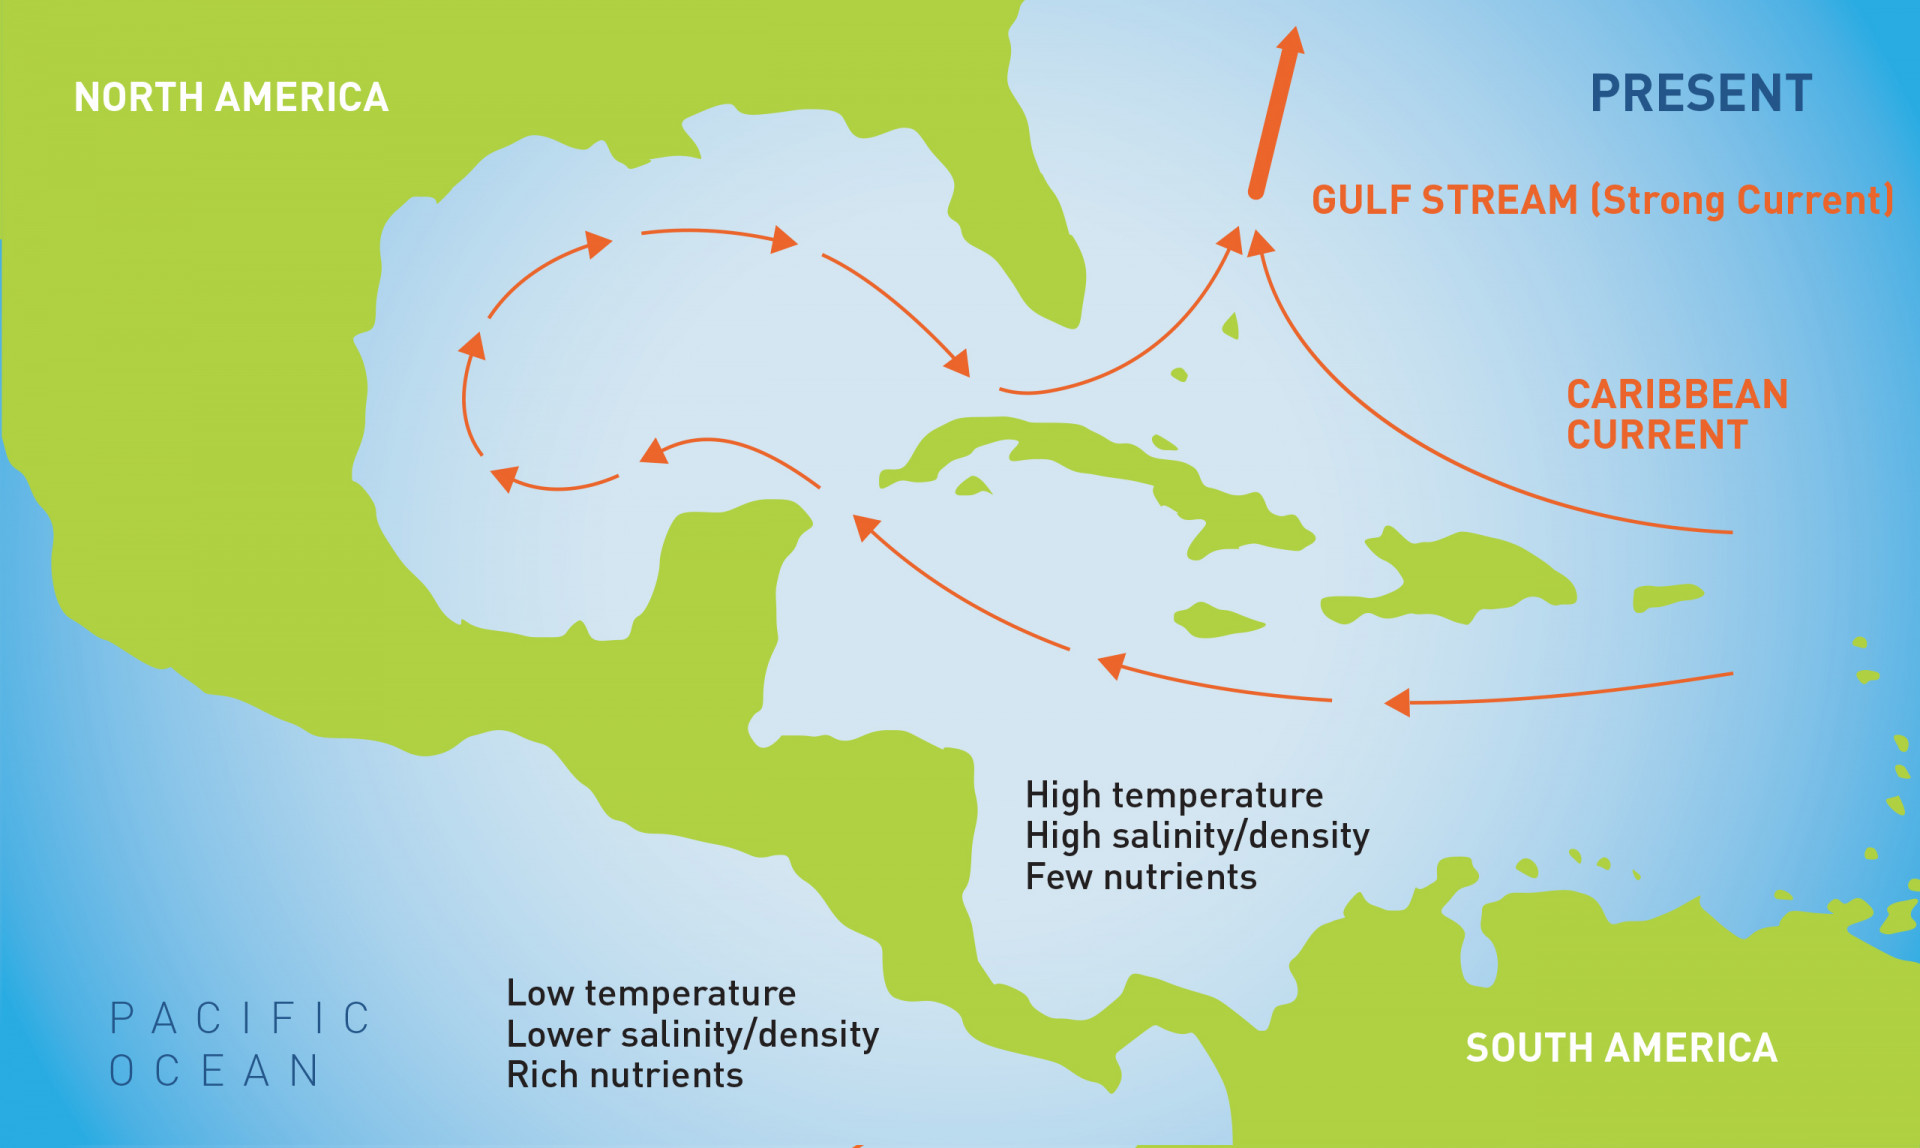 NORTH AMERICA
PRESENT
GULF STREAM (Strong Current)
CARIBBEAN
CURRENT
High temperature
High salinity/density
Few nutrients
Low temperature
Lower salinity/density
Rich nutrients
PACIFIC
OCEAN
SOUTH AMERICA